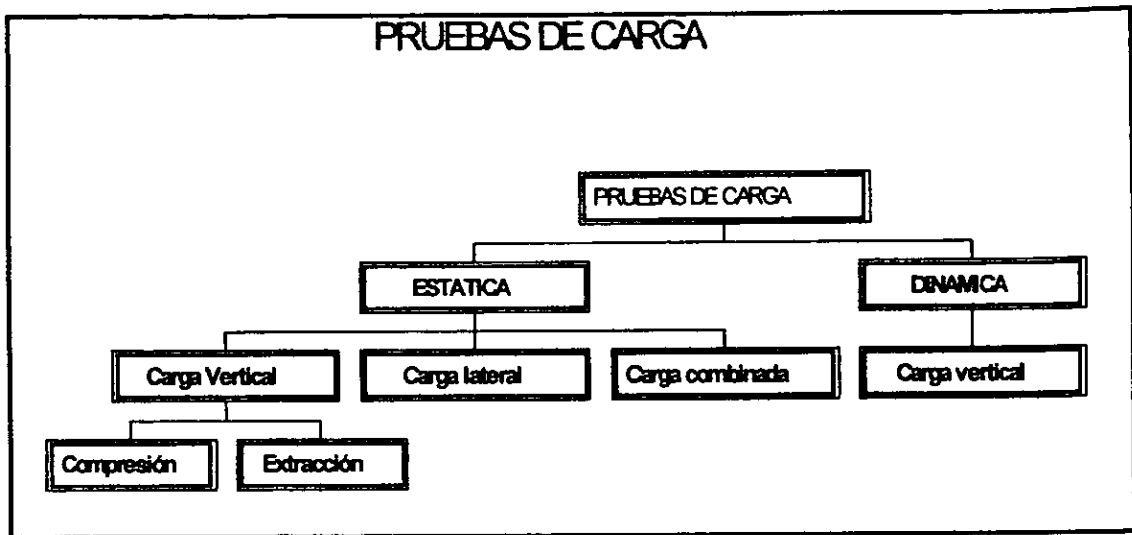 PRUEBAS DE CARGA
PRUEBAS DE CARGA
ESTATICA
DINAMICA
Carga Vertical
Carga lateral
Carga combinada
Carga vertical
Compresión
Extracción